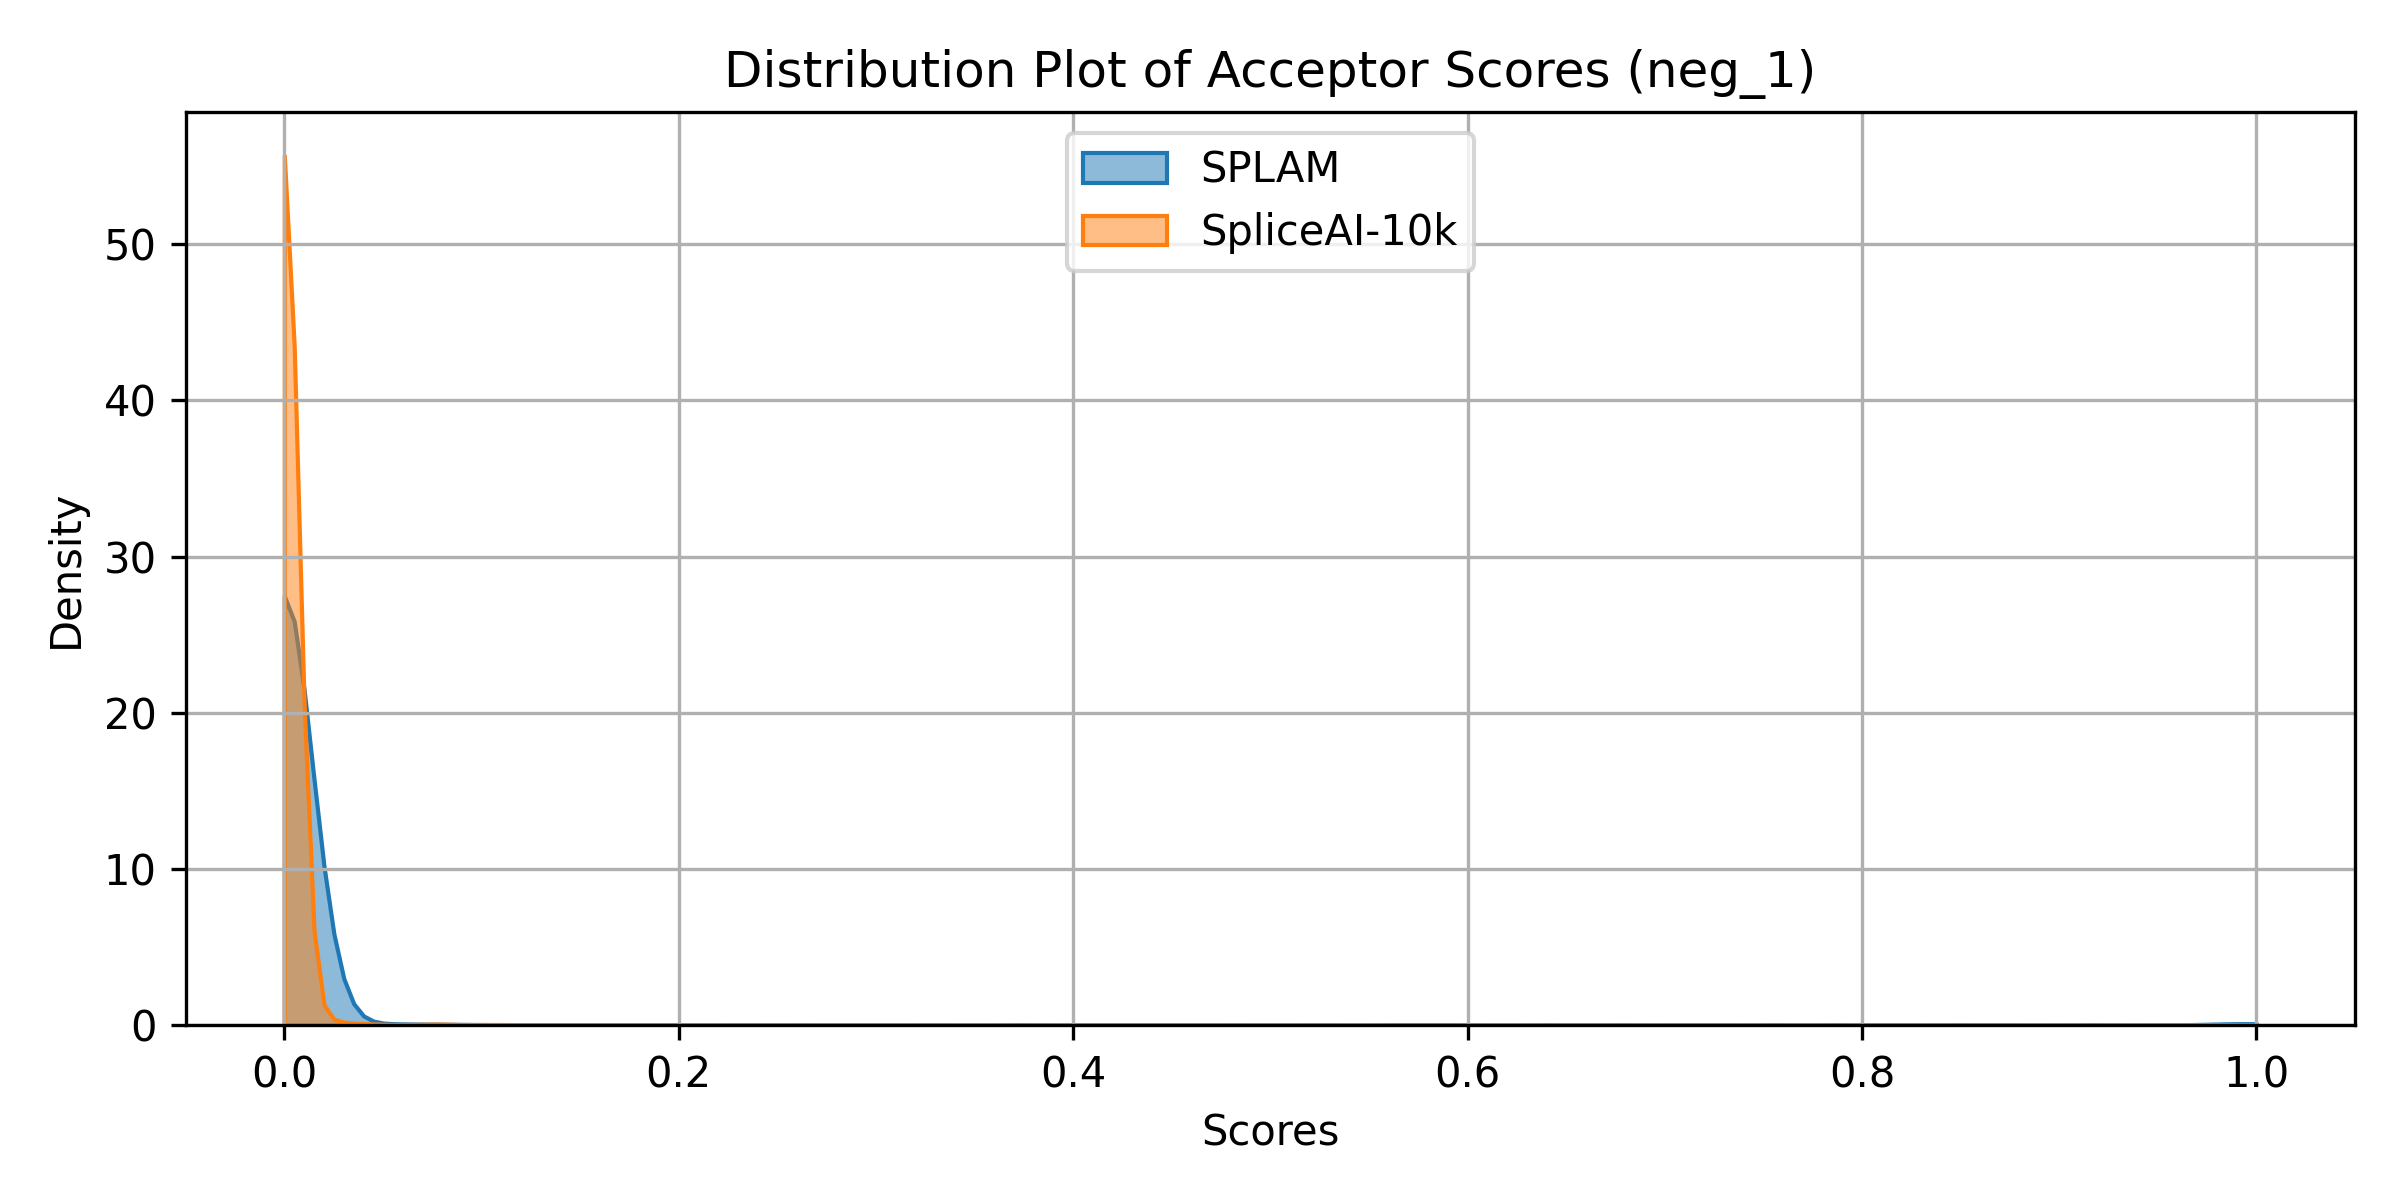 Distribution Plot of Acceptor Scores (neg_1)
SPLAM
SpliceAI-10k
Density
50
40
30
20
10
0
0.0 0.2 0.4 0.6 0.8 1.0
Scores